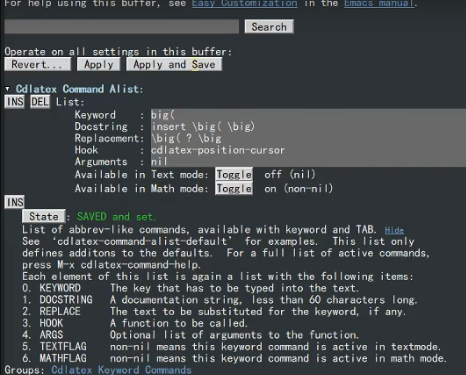 For help using this buffer, see Easy Customization in the Emacs manual.
Search
Operate on all settings in this buffer:
Revert... Apply Apply and Save
▾ Cdlatex Command Alist:
INS DEL List:
Keyword : big(
Docstring : insert \big( \big)
Replacement: \big( ? \big
Hook : cdlatex-position-cursor
Arguments : nil
Available in Text mode: Toggle off (nil)
Available in Math mode: Toggle on (non-nil)
INS
State : SAVED and set.
List of abbrev-like commands, available with keyword and TAB. Hide
See ‘cdlatex-command-alist-default’ for examples. This list only
defines additons to the defaults. For a full list of active commands,
press M-x cdlatex-command-help.
Each element of this list is again a list with the following items:
0. KEYWORD The key that has to be typed into the text.
1. DOCSTRING A documentation string, less than 60 characters long.
2. REPLACE The text to be substituted for the keyword, if any.
3. HOOK A function to be called.
4. ARGS Optional list of arguments to the function.
5. TEXTFLAG non-nil means this keyword command is active in textmode.
6. MATHFLAG non-nil means this keyword command is active in math mode.
Groups: Cdlatex Keyword Commands